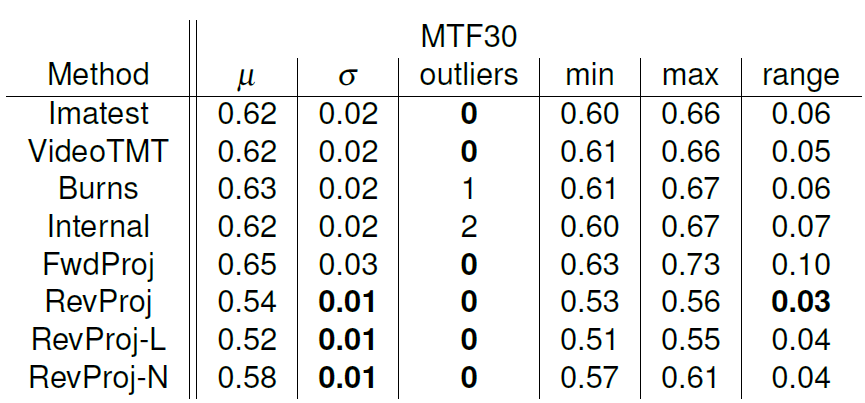 MTF30
Method μ σ outliers min max range
Imatest 0.62 0.02 0 0.60 0.66 0.06
VideoTMT 0.62 0.02 0 0.61 0.66 0.05
Burns 0.63 0.02 1 0.61 0.67 0.06
Internal 0.62 0.02 2 0.60 0.67 0.07
FwdProj 0.65 0.03 0 0.63 0.73 0.10
RevProj 0.54 0.01 0 0.53 0.56 0.03
RevProj-L 0.52 0.01 0 0.51 0.55 0.04
RevProj-N 0.58 0.01 0 0.57 0.61 0.04